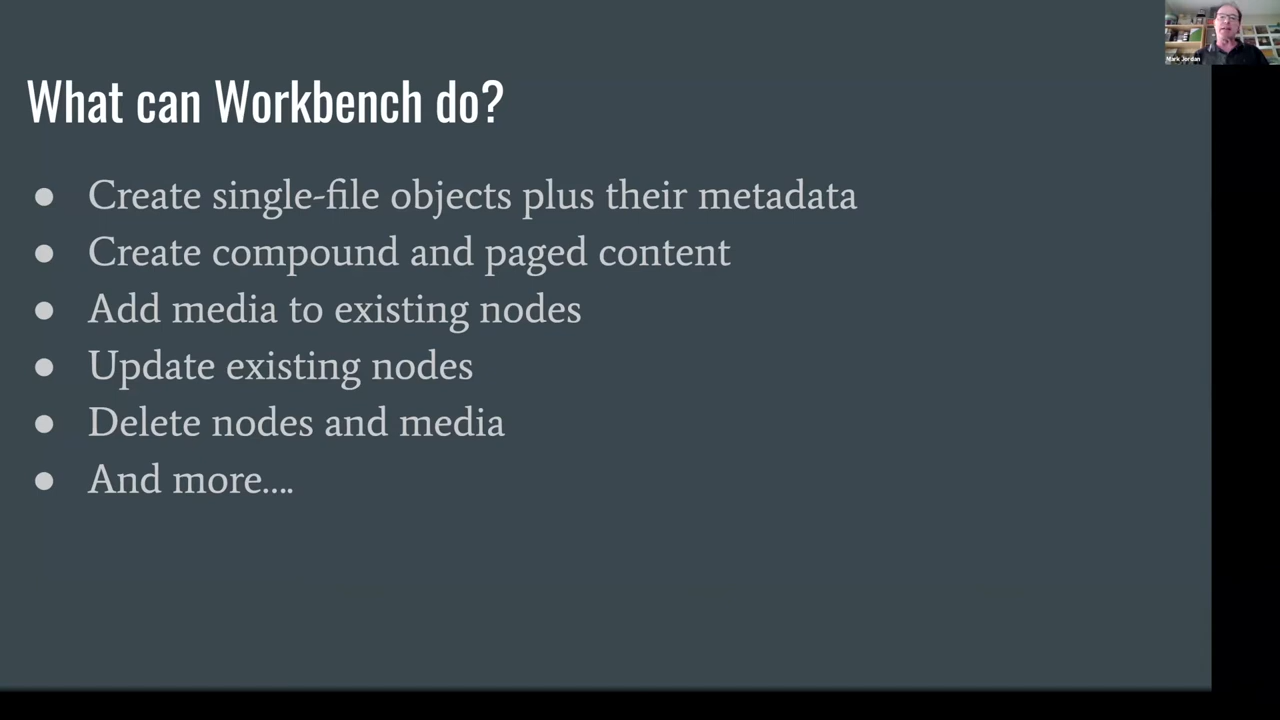 Mark Jordan
What can Workbench do?
● Create single-file objects plus their metadata
● Create compound and paged content
● Add media to existing nodes
● Update existing nodes
● Delete nodes and media
● And more....